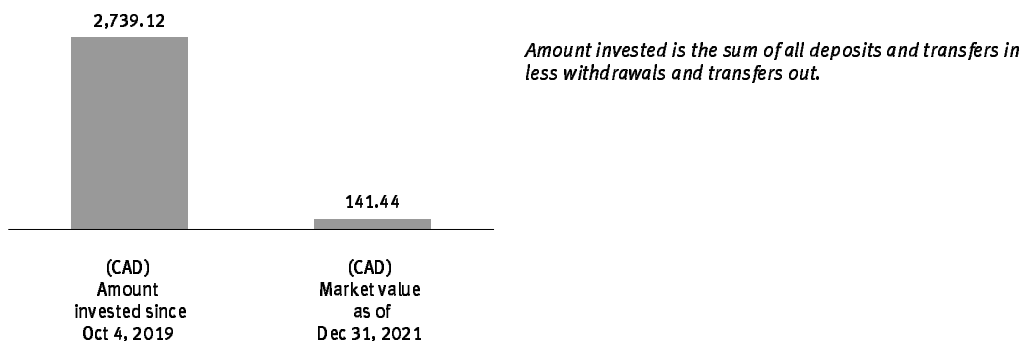 2,739.12
Amount invested is the sum of all deposits and transfers in
less withdrawals and transfers out.
141.44
(CAD)
Amount
invested since
Oct 4, 2019
(CAD)
Market value
as of
Dec 31, 2021